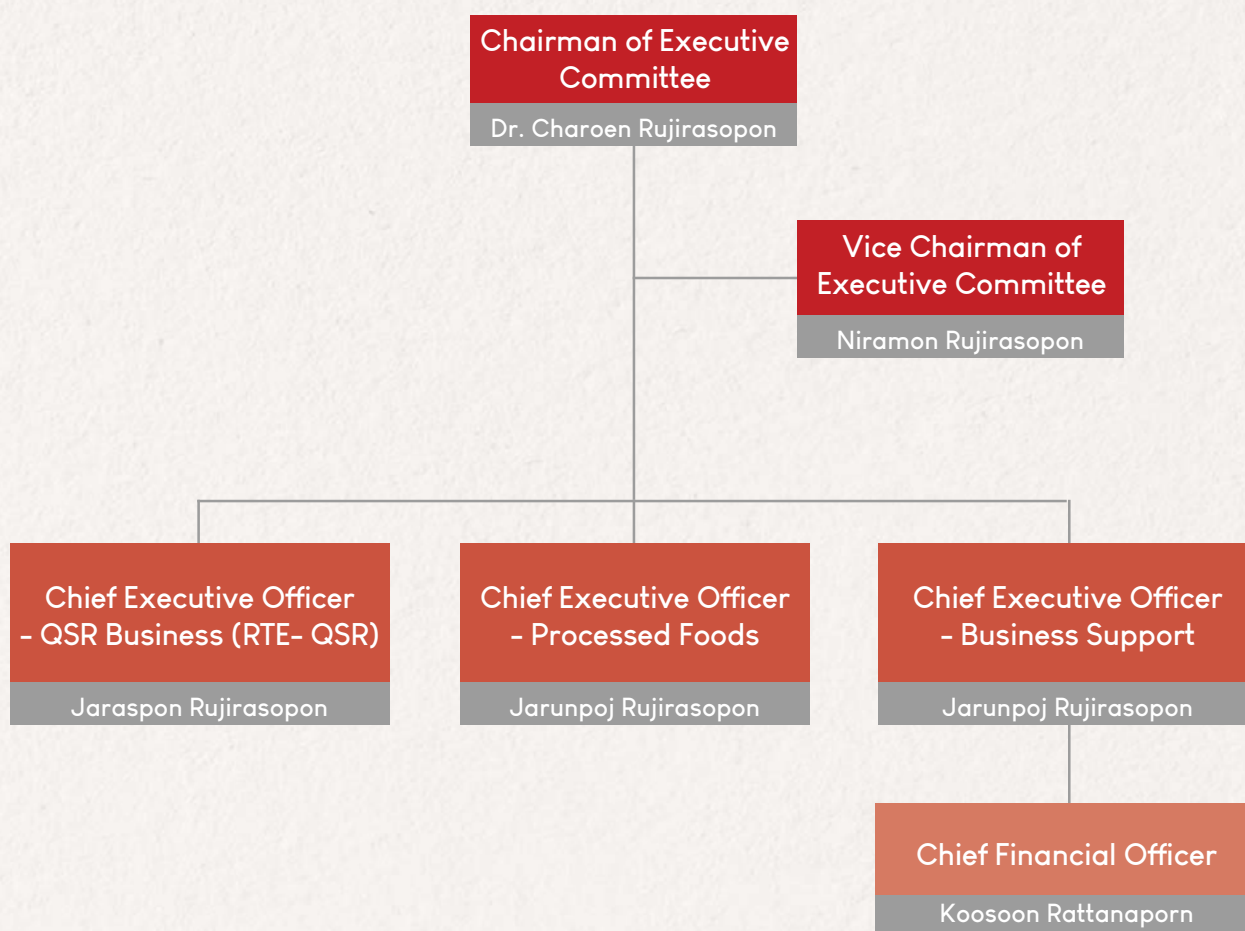 Chairman of Executive
Committee
Dr. Charoen Rujirasopon
Vice Chairman of
Executive Committee
Niramon Rujirasopon
Chief Executive Officer
- QSR Business (RTE- QSR)
Jaraspon Rujirasopon
Chief Executive Officer
- Processed Foods
Jarunpoj Rujirasopon
Chief Executive Officer
- Business Support
Jarunpoj Rujirasopon
Chief Financial Officer
Koosoon Rattanaporn